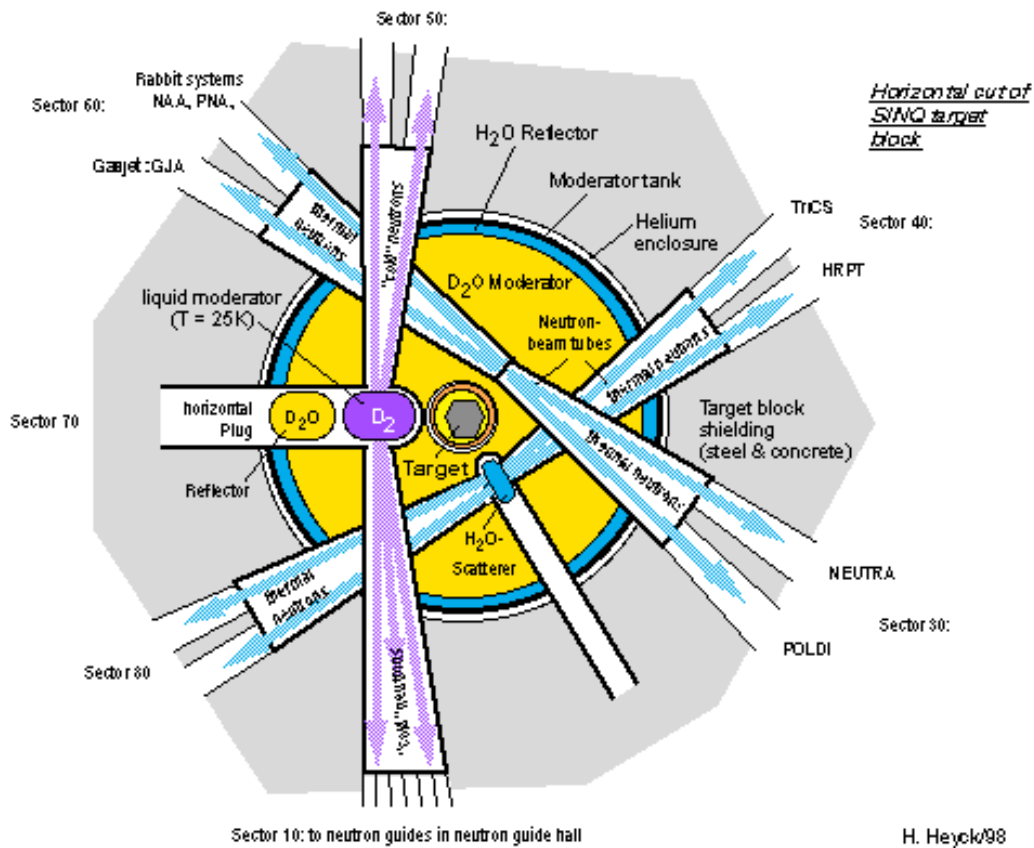 Sector 50:
Rabbit systems
NAA, PNA,
Sector 60:
Gasjet :GJA
Horizontal cut of
SINQ target
block
H2O Reflector
Moderator tank
Helium
enclosure
TriCS
Sector 40:
HRPT
thermal
neutrons
"cold" neutrons
D2O Moderator
liquid moderator
(T = 25K)
Neutron-
beam tubes
thermal neutrons
Sector 70
horizontal
Plug
D2O
D2
Target
Target block
shielding
(steel & concrete)
thermal neutrons
Reflector
H2O-
Scatterer
thermal
neutrons
NEUTRA
Sector 30:
POLDI
Sector 80
"cold" neutrons
Sector 10: to neutron guides in neutron guide hall
H. Heyck/98